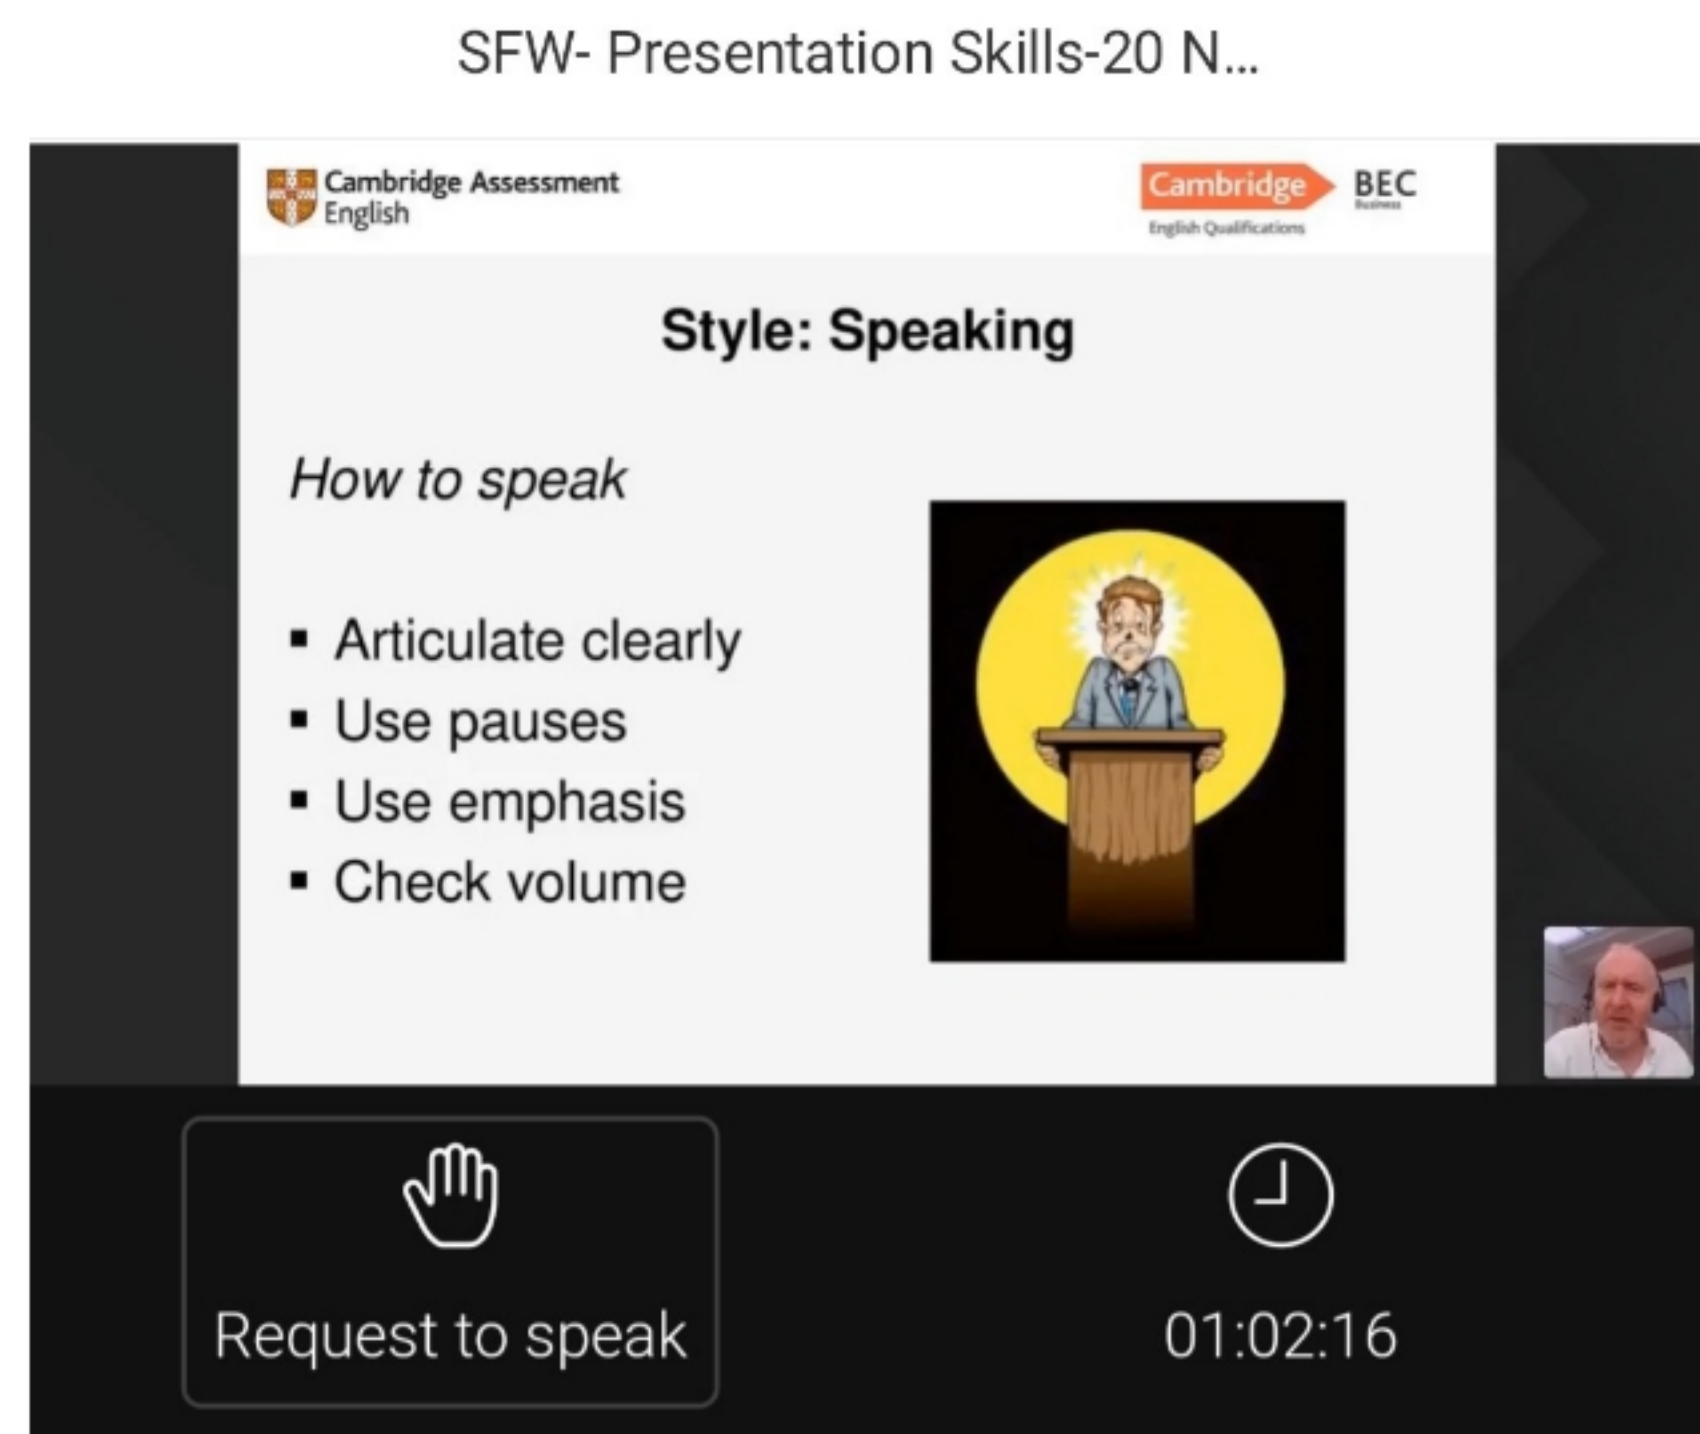 SFW- Presentation Skills-20 N...
Cambridge Assessment
English
Cambridge
English Qualifications
BEC
Business
Style: Speaking
How to speak
▪ Articulate clearly
▪ Use pauses
▪ Use emphasis
▪ Check volume
Request to speak
01:02:16